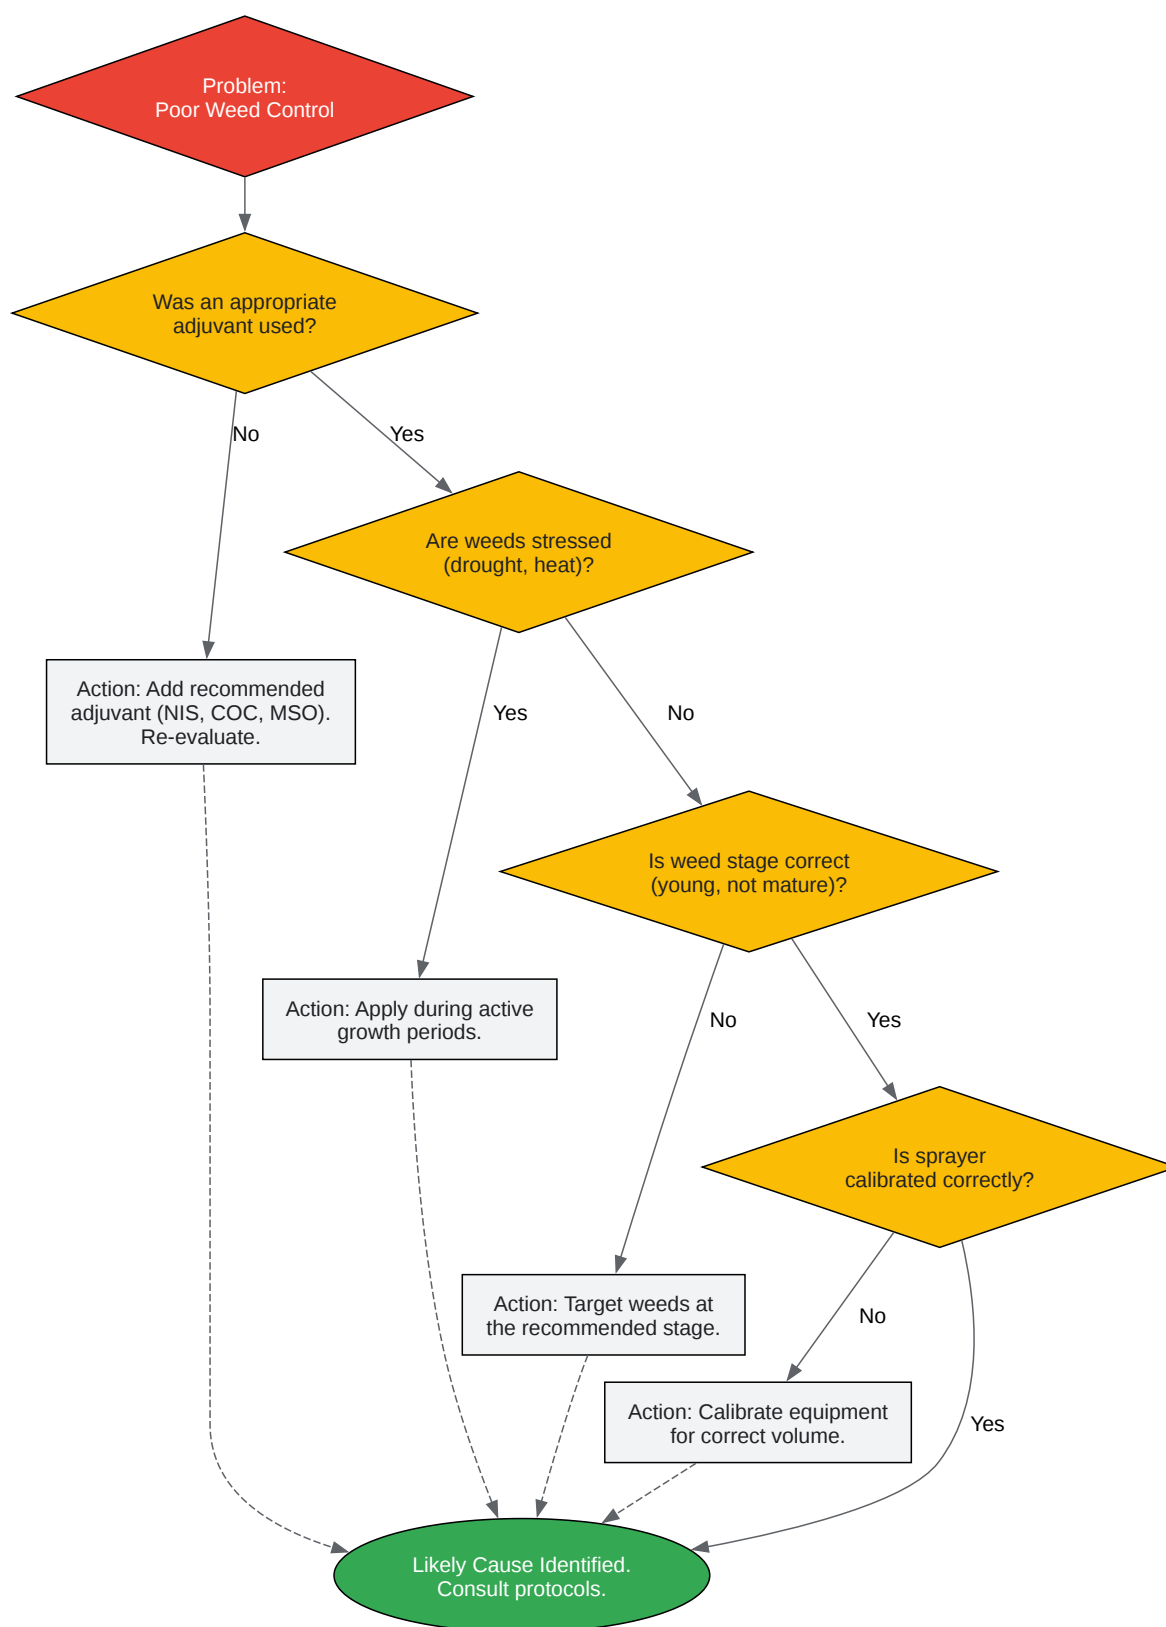 Problem:
Poor Weed Control
Was an appropriate
adjuvant used?
No
Yes
Are weeds stressed
(drought, heat)?
Action: Add recommended
adjuvant (NIS, COC, MSO).
Re-evaluate.
Yes
No
Is weed stage correct
(young, not mature)?
Action: Apply during active
growth periods.
No
Yes
Is sprayer
calibrated correctly?
Action: Target weeds at
the recommended stage.
No
Action: Calibrate equipment
for correct volume.
Yes
Likely Cause Identified.
Consult protocols.